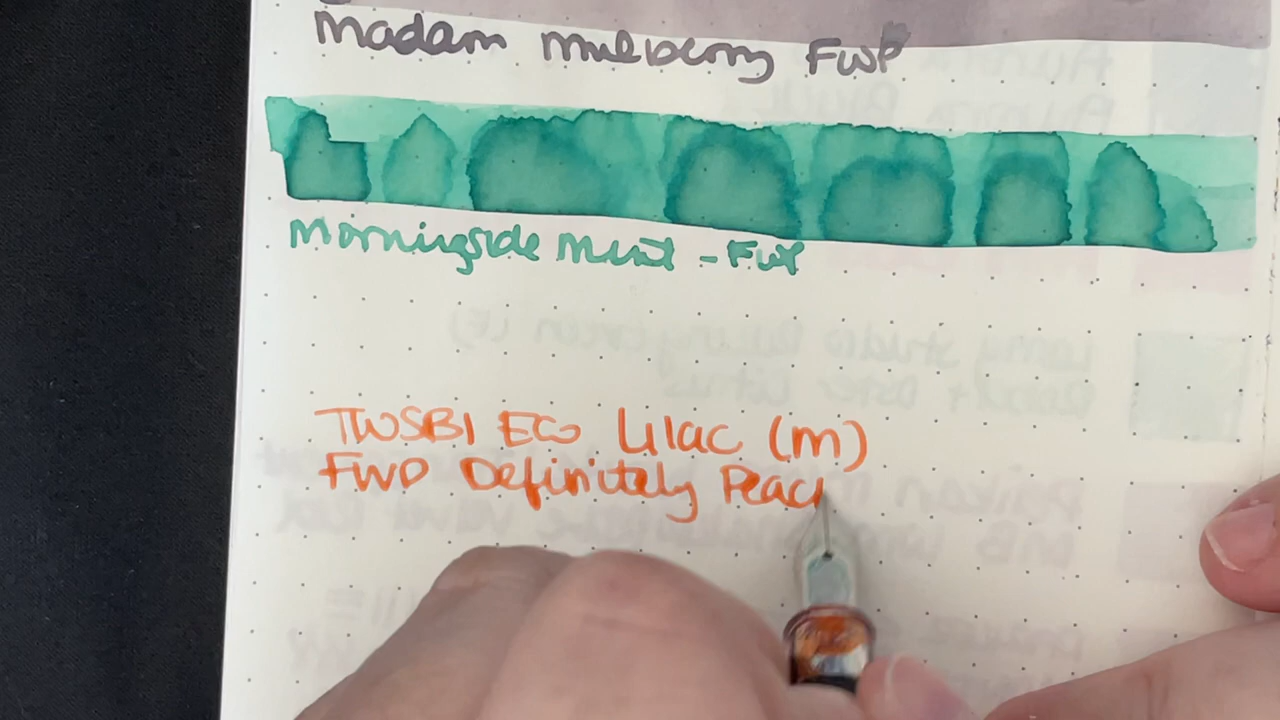 Madam Mulberry FWP
Morningside Mint - FWP
TWSBI ECO Lilac (M)
FWP Definitely Peac